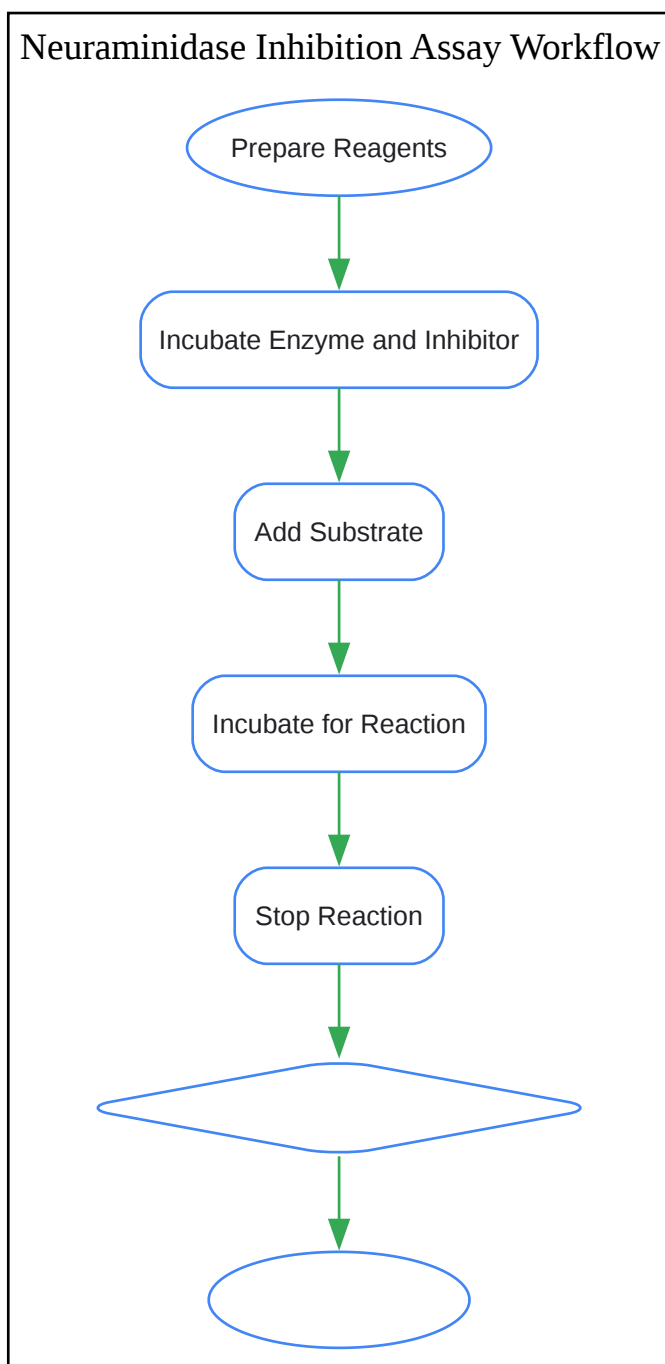 Neuraminidase Inhibition Assay Workflow
Prepare Reagents
Incubate Enzyme and Inhibitor
Add Substrate
Incubate for Reaction
Stop Reaction